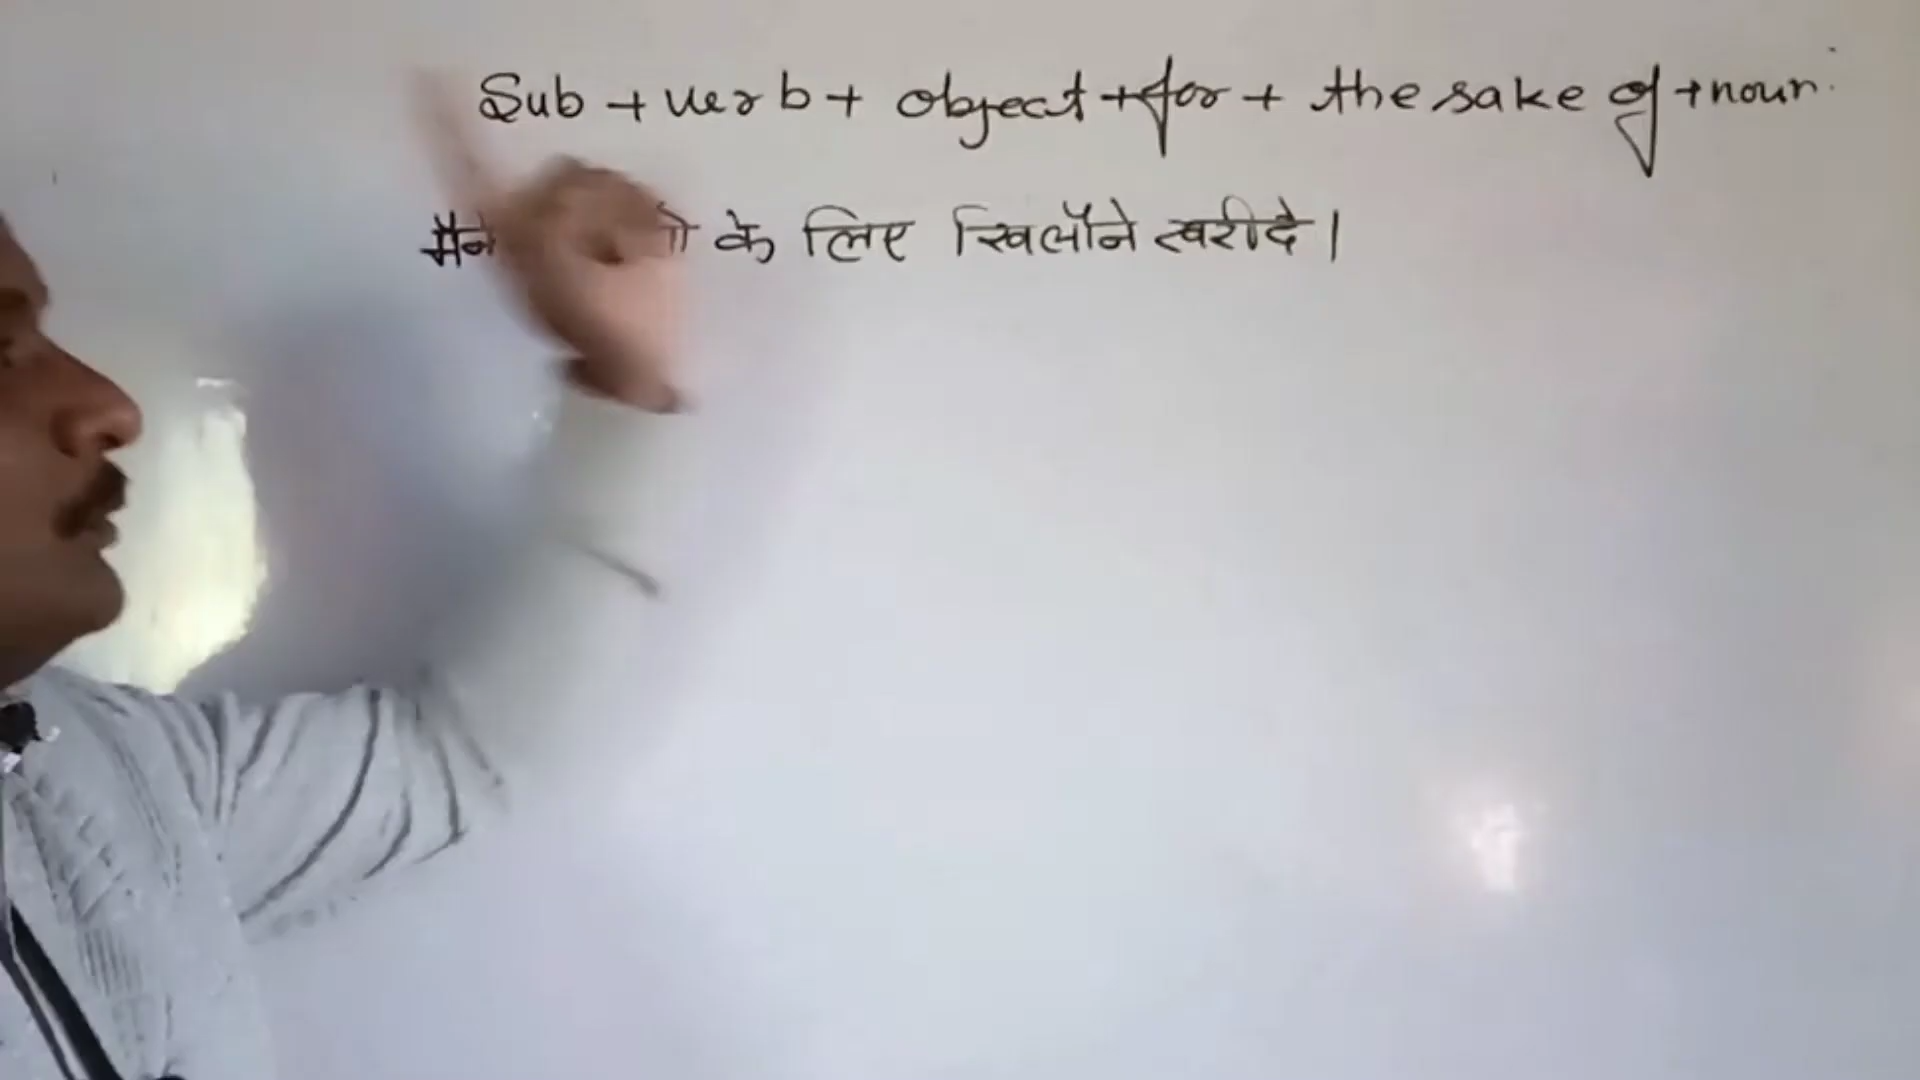 Sub + verb + object + for + the sake of + noun.
मैने के लिए खिलौने खरीदे।